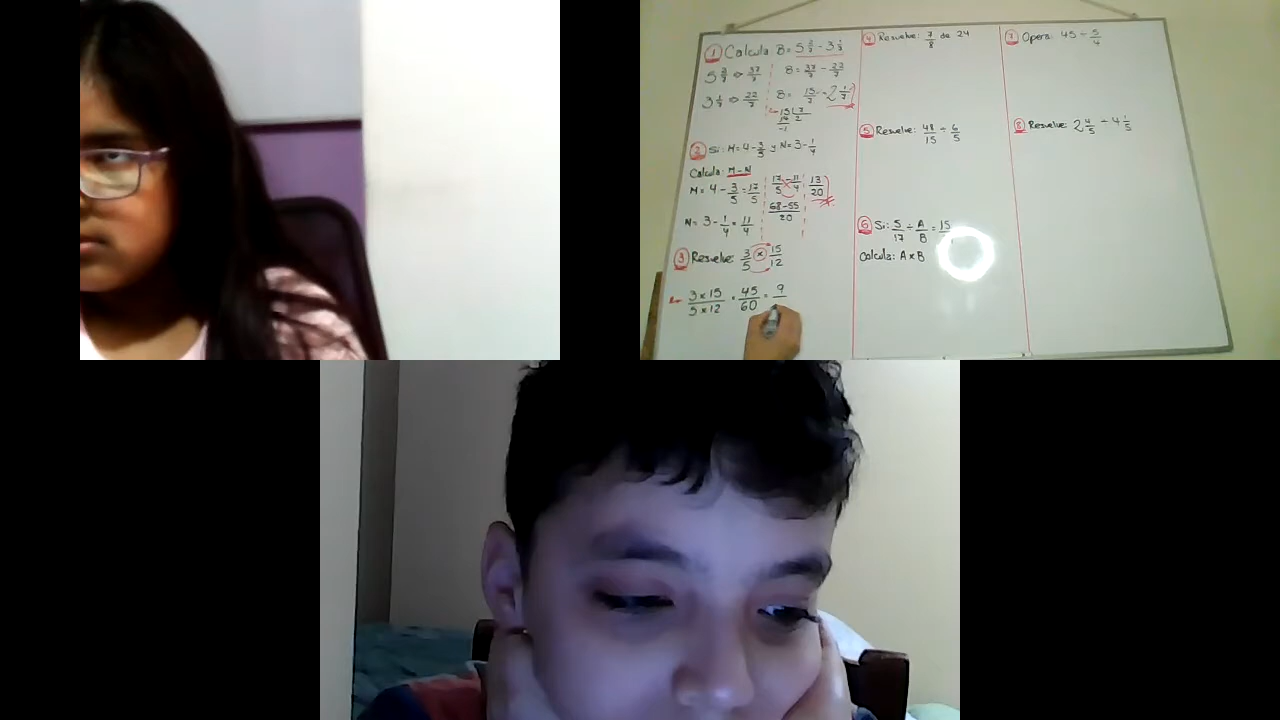 1 Calcula B = 5 2/7 - 3 1/7
5 2/7 ⇒ 37/7 B = 37/7 - 22/7
3 1/7 ⇒ 22/7 B = 15/7 = 2 1/7
15 7
14 2
-1
2 Si: M = 4 - 3/5 y N = 3 - 1/4
Calcula: M - N
M = 4 - 3/5 = 17/5 17/5 - 11/4 13/20
68-55/20
N = 3 - 1/4 = 11/4
3 Resuelve: 3/5 × 15/12
3 × 15/5 × 12 = 45/60 = 9
4 Resuelve: 7/8 de 24
5 Resuelve: 48/15 ÷ 6/5
6 Si: 5/17 ÷ A/B = 15
Calcula: A × B
7 Opera: 45 ÷ 5/4
8 Resuelve: 2 4/5 ÷ 4 1/5